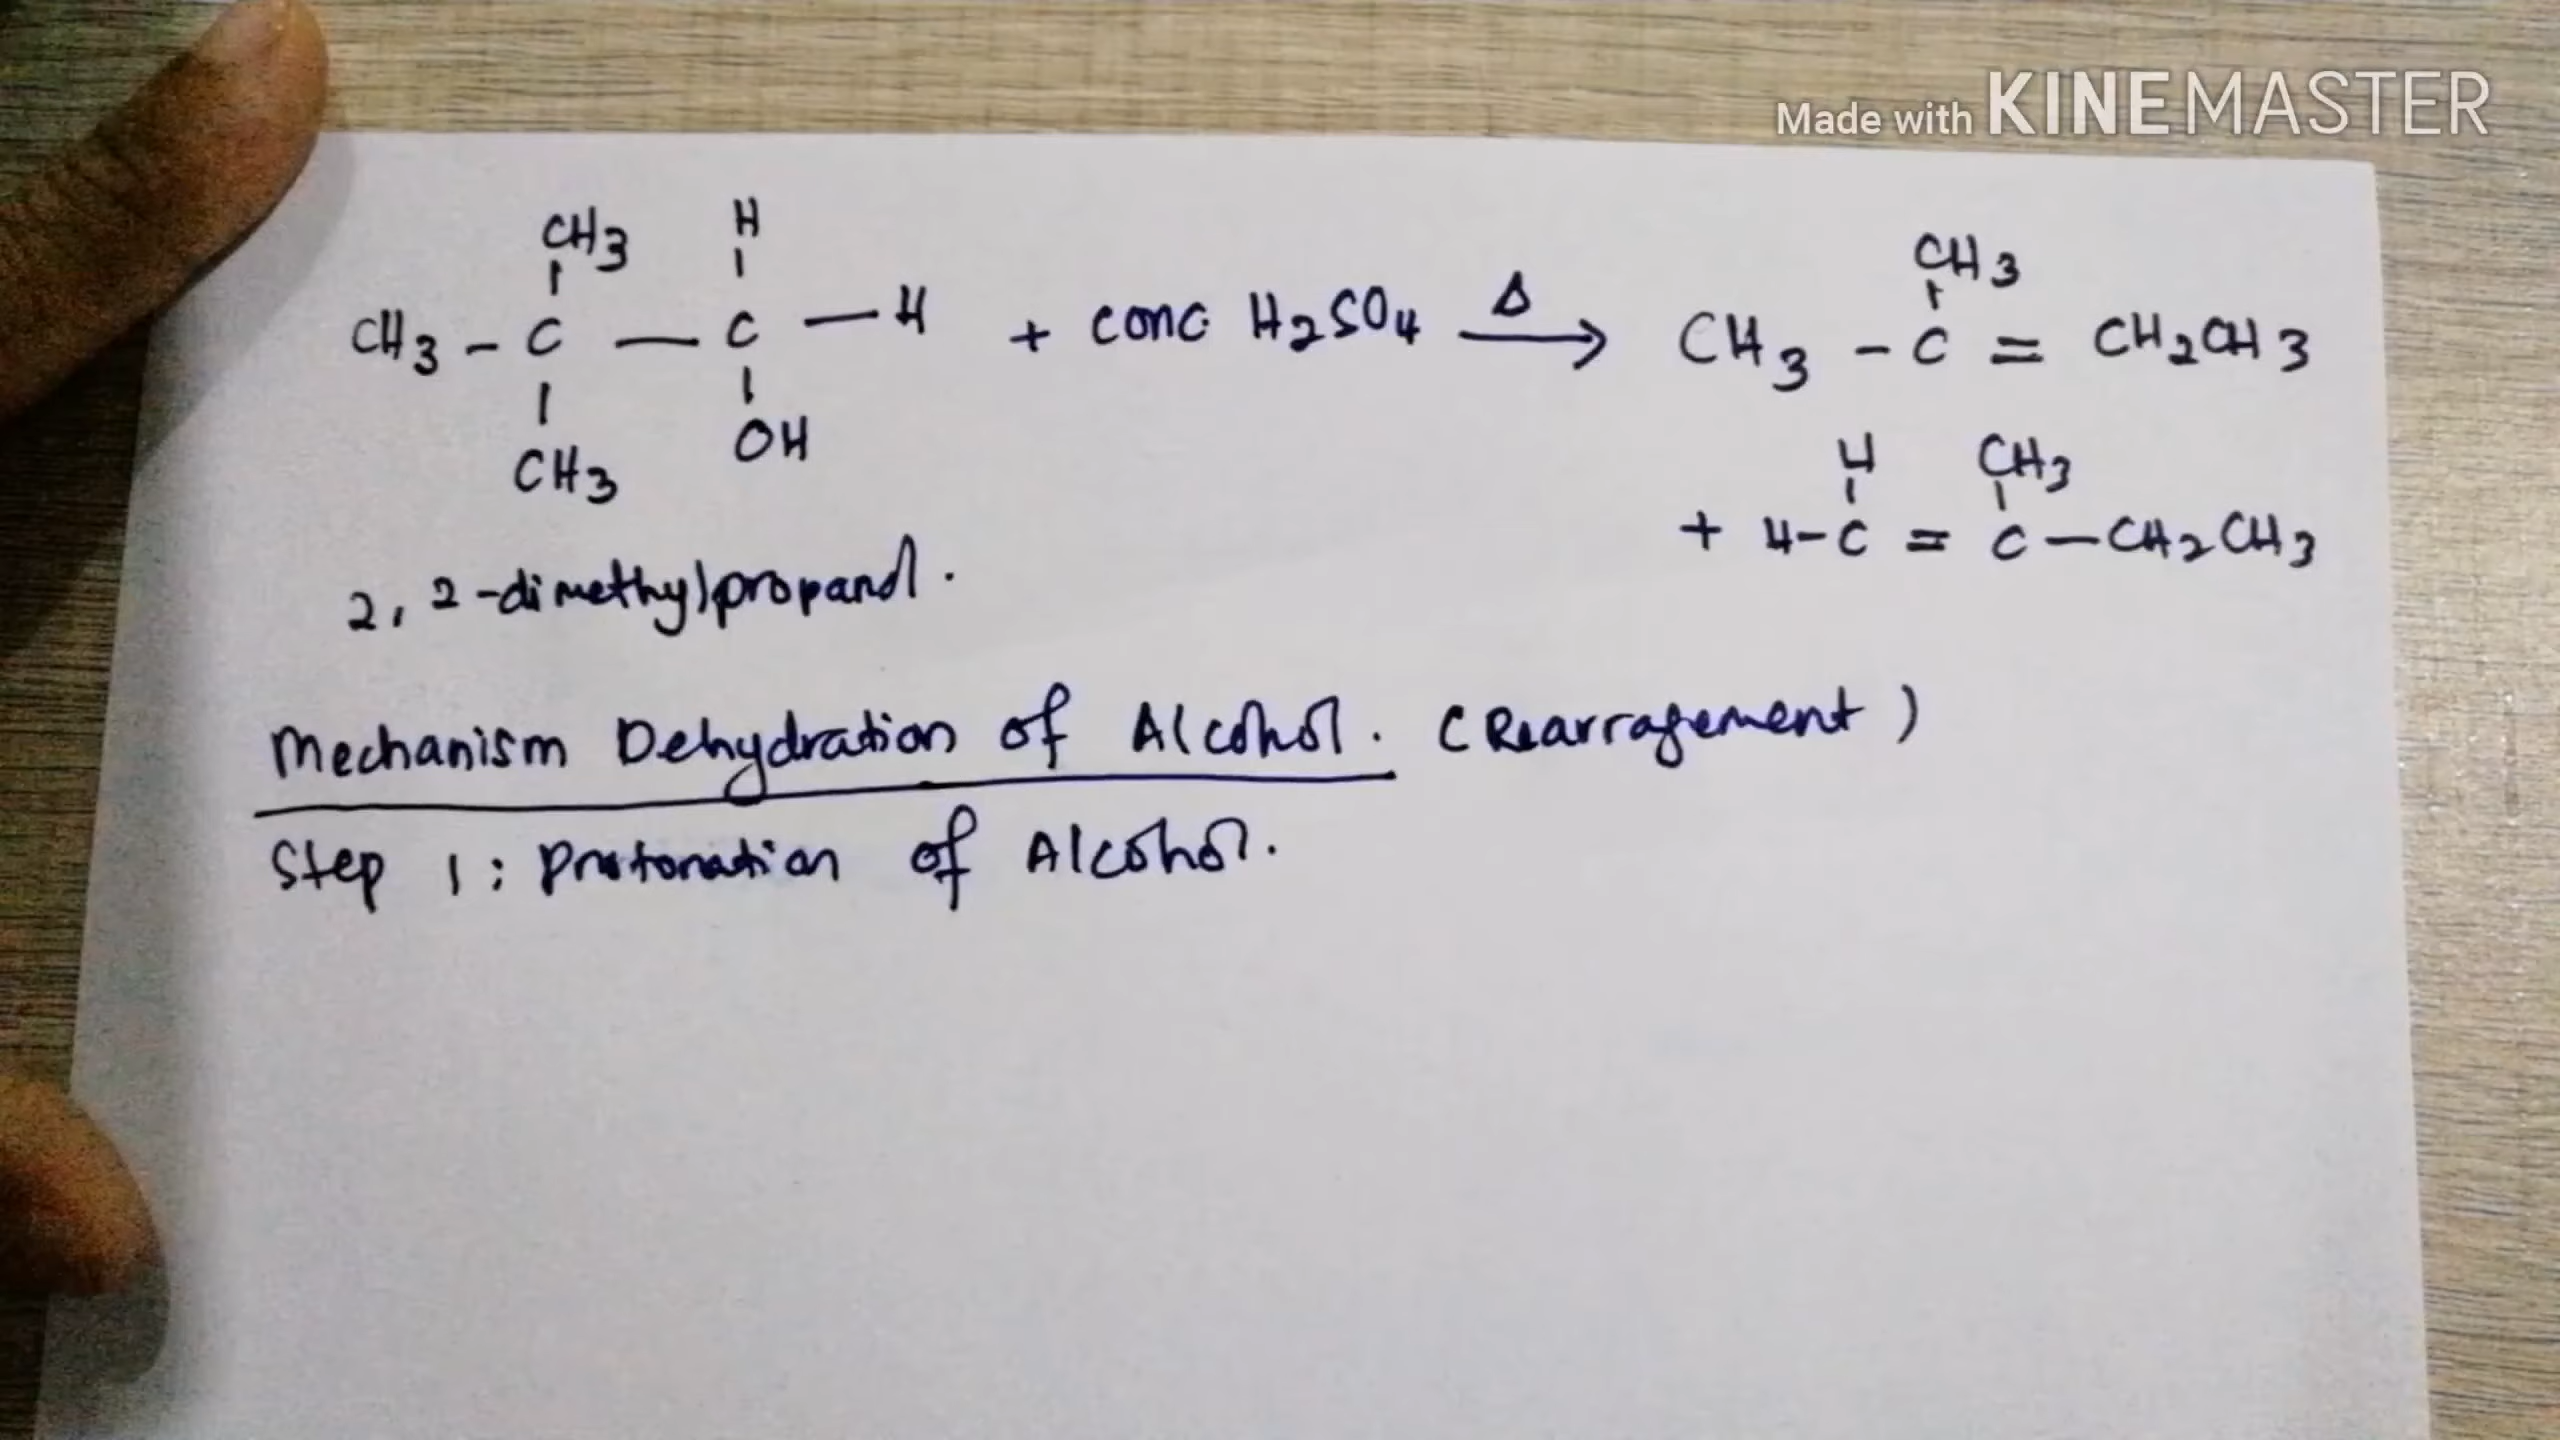 Made with KINEMASTER
CH3 H
CH3 - C — C — H + conc H2SO4 Δ → CH3 - C = CH2CH3
CH3
CH3 OH
H CH3
+ H - C = C — CH2CH3
2, 2-dimethylpropanol.
Mechanism Dehydration of Alcohol. (Rearragement)
Step 1: Protonation of Alcohol.